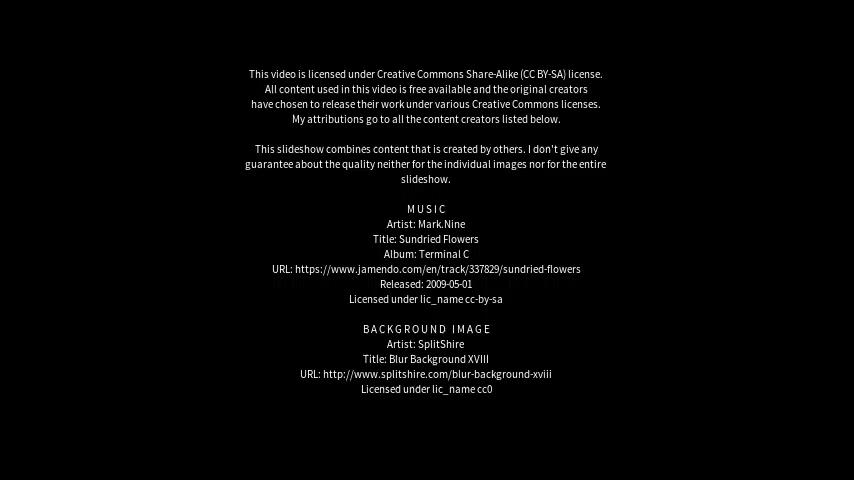 This video is licensed under Creative Commons Share-Alike (CC BY-SA) license.
All content used in this video is free available and the original creators
have chosen to release their work under various Creative Commons licenses.
My attributions go to all the content creators listed below.
This slideshow combines content that is created by others. I don't give any
guarantee about the quality neither for the individual images nor for the entire
slideshow.
MUSIC
Artist: Mark.Nine
Title: Sundried Flowers
Album: Terminal C
URL: https://www.jamendo.com/en/track/337829/sundried-flowers
Released: 2009-05-01
Licensed under lic_name cc-by-sa
BACKGROUND IMAGE
Artist: SplitShire
Title: Blur Background XVIII
URL: http://www.splitshire.com/blur-background-xviii
Licensed under lic_name cc0